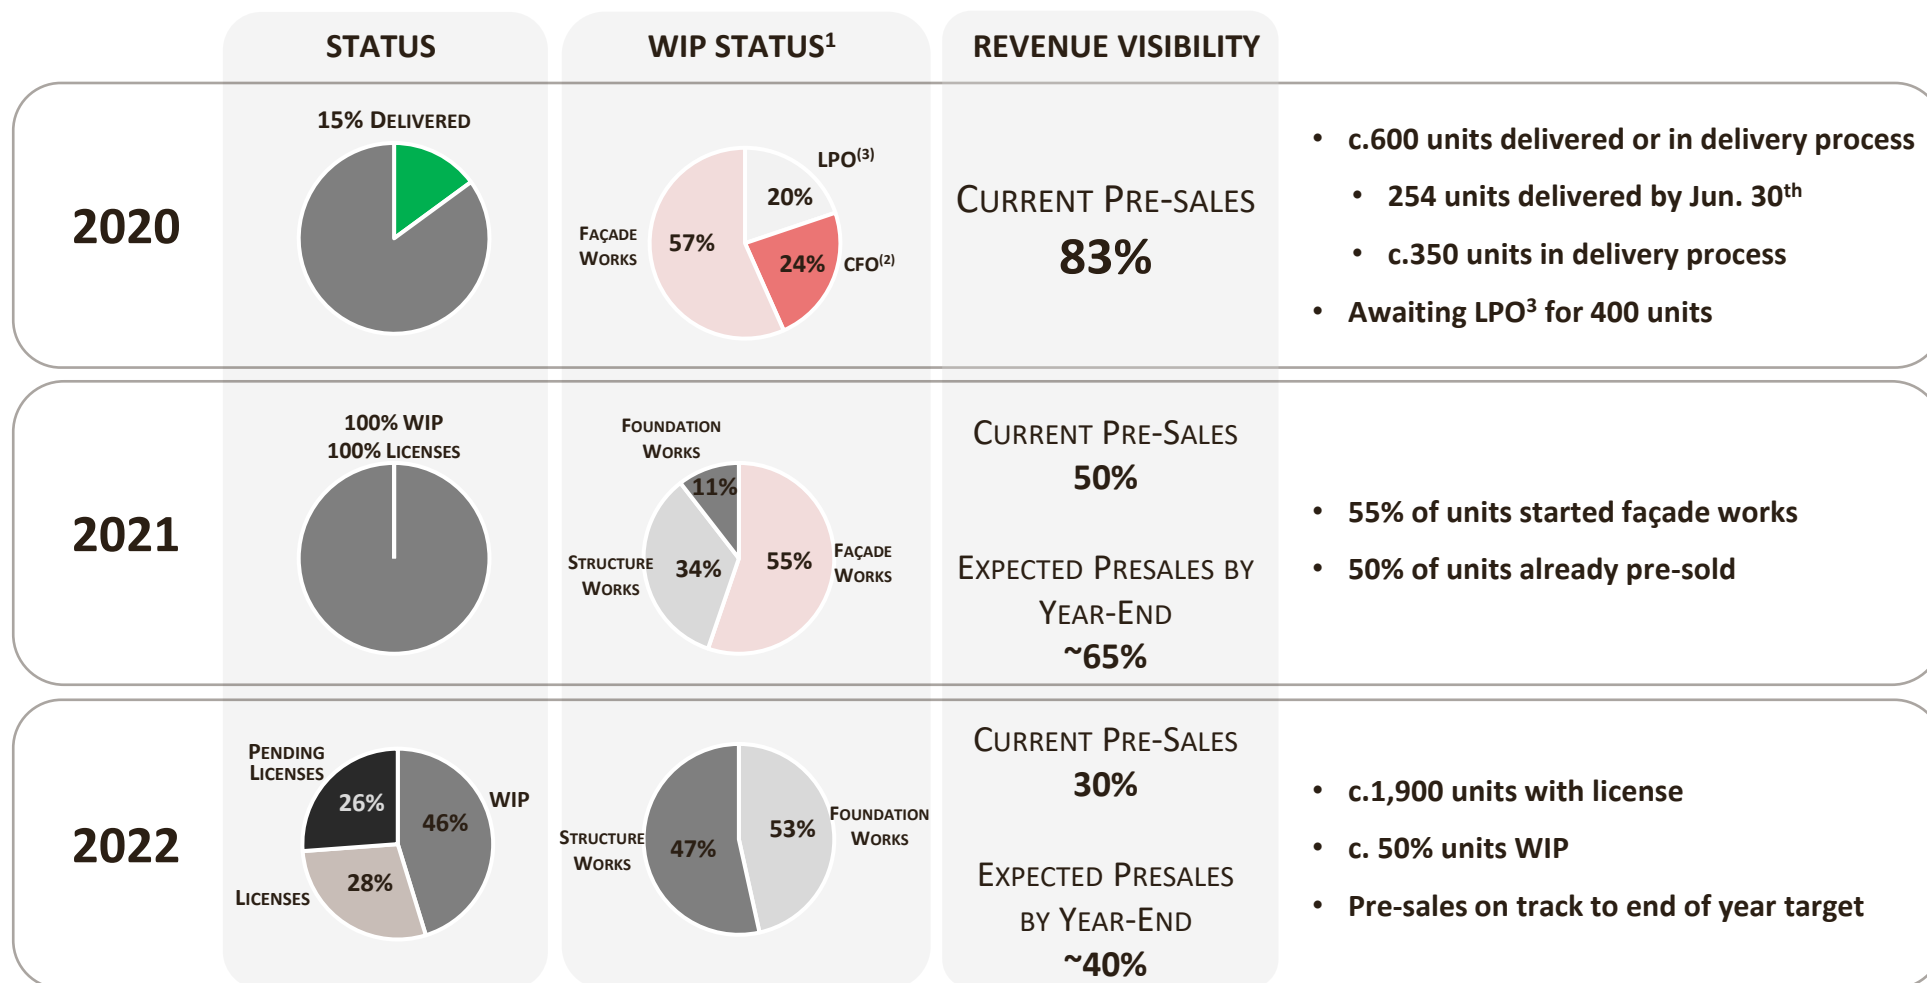 STATUS
WIP STATUS1
REVENUE VISIBILITY
2020
15% DELIVERED
LPO(3)
20%
FAÇADE
WORKS
57%
24%
CFO(2)
CURRENT PRE-SALES
83%
• c.600 units delivered or in delivery process
• 254 units delivered by Jun. 30th
• c.350 units in delivery process
• Awaiting LPO3 for 400 units
2021
100% WIP
100% LICENSES
FOUNDATION
WORKS
11%
STRUCTURE
WORKS
34%
55%
FAÇADE
WORKS
CURRENT PRE-SALES
50%
EXPECTED PRESALES BY
YEAR-END
~65%
• 55% of units started façade works
• 50% of units already pre-sold
2022
PENDING
LICENSES
26%
WIP
46%
28%
LICENSES
STRUCTURE
WORKS
47%
53%
FOUNDATION
WORKS
CURRENT PRE-SALES
30%
EXPECTED PRESALES
BY YEAR-END
~40%
• c.1,900 units with license
• c. 50% units WIP
• Pre-sales on track to end of year target